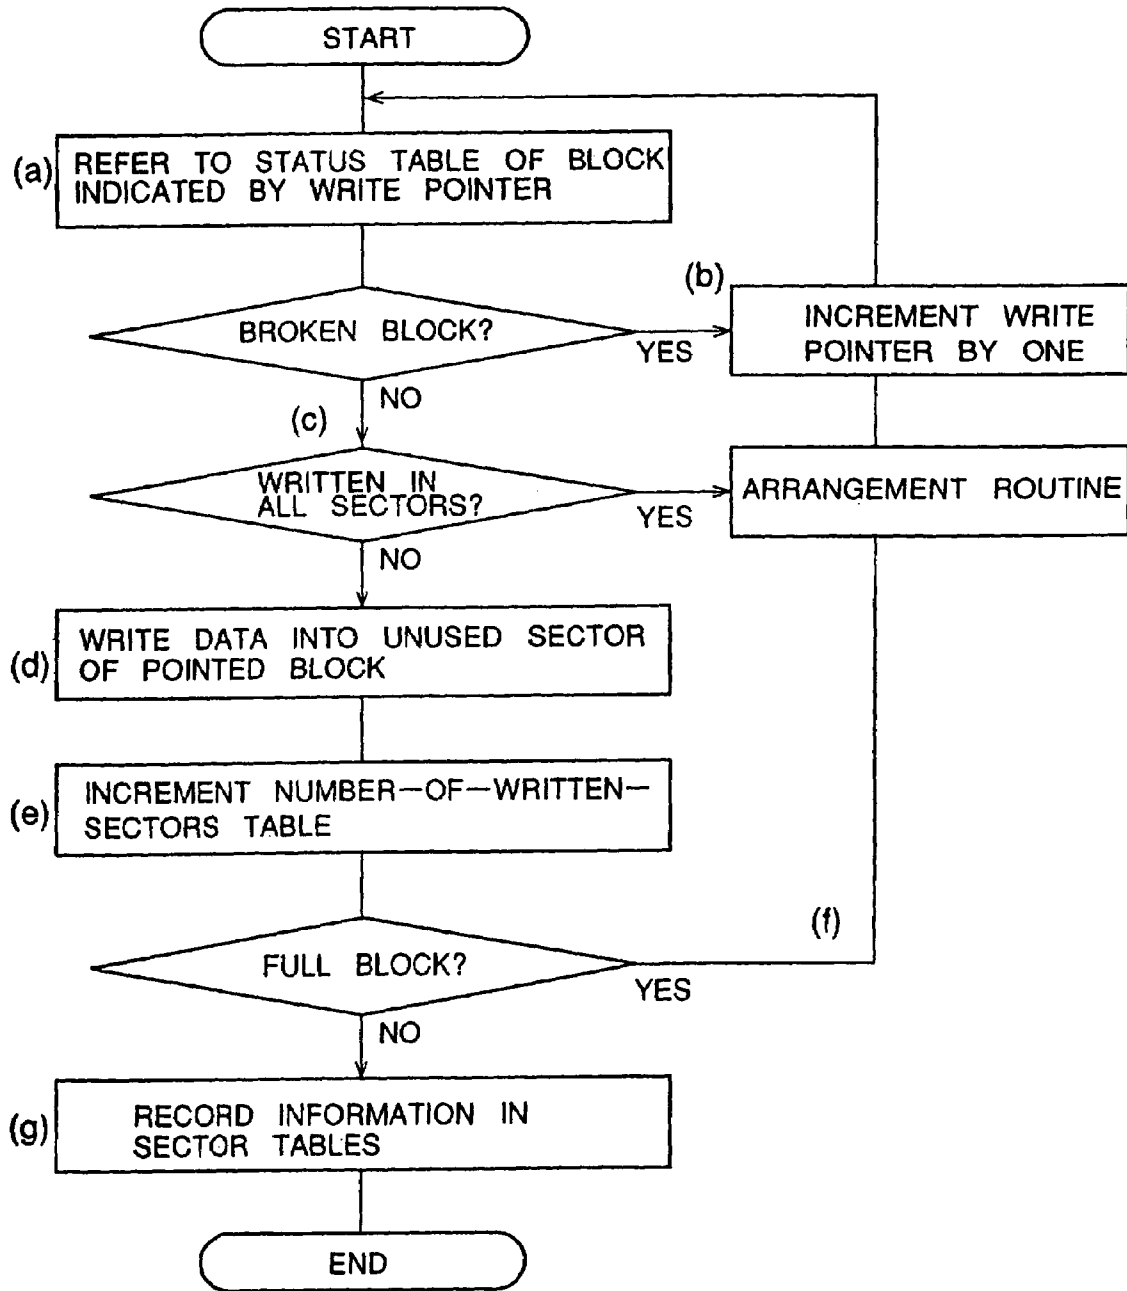 START
(a)
REFER TO STATUS TABLE OF BLOCK
INDICATED BY WRITE POINTER
(b)
BROKEN BLOCK?
YES
INCREMENT WRITE
POINTER BY ONE
NO
(c)
WRITTEN IN
ALL SECTORS?
YES
ARRANGEMENT ROUTINE
NO
(d)
WRITE DATA INTO UNUSED SECTOR
OF POINTED BLOCK
(e)
INCREMENT NUMBER-OF-WRITTEN-
SECTORS TABLE
(f)
FULL BLOCK?
YES
NO
(g)
RECORD INFORMATION IN
SECTOR TABLES
END